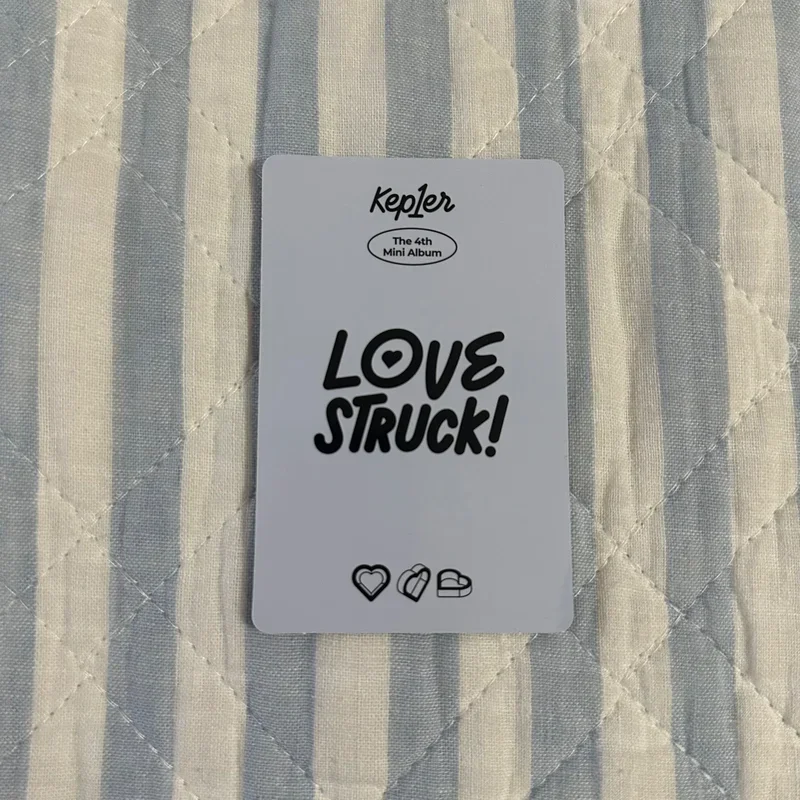 Kep1er
The 4th
Mini Album
LOVE
STRUCK!